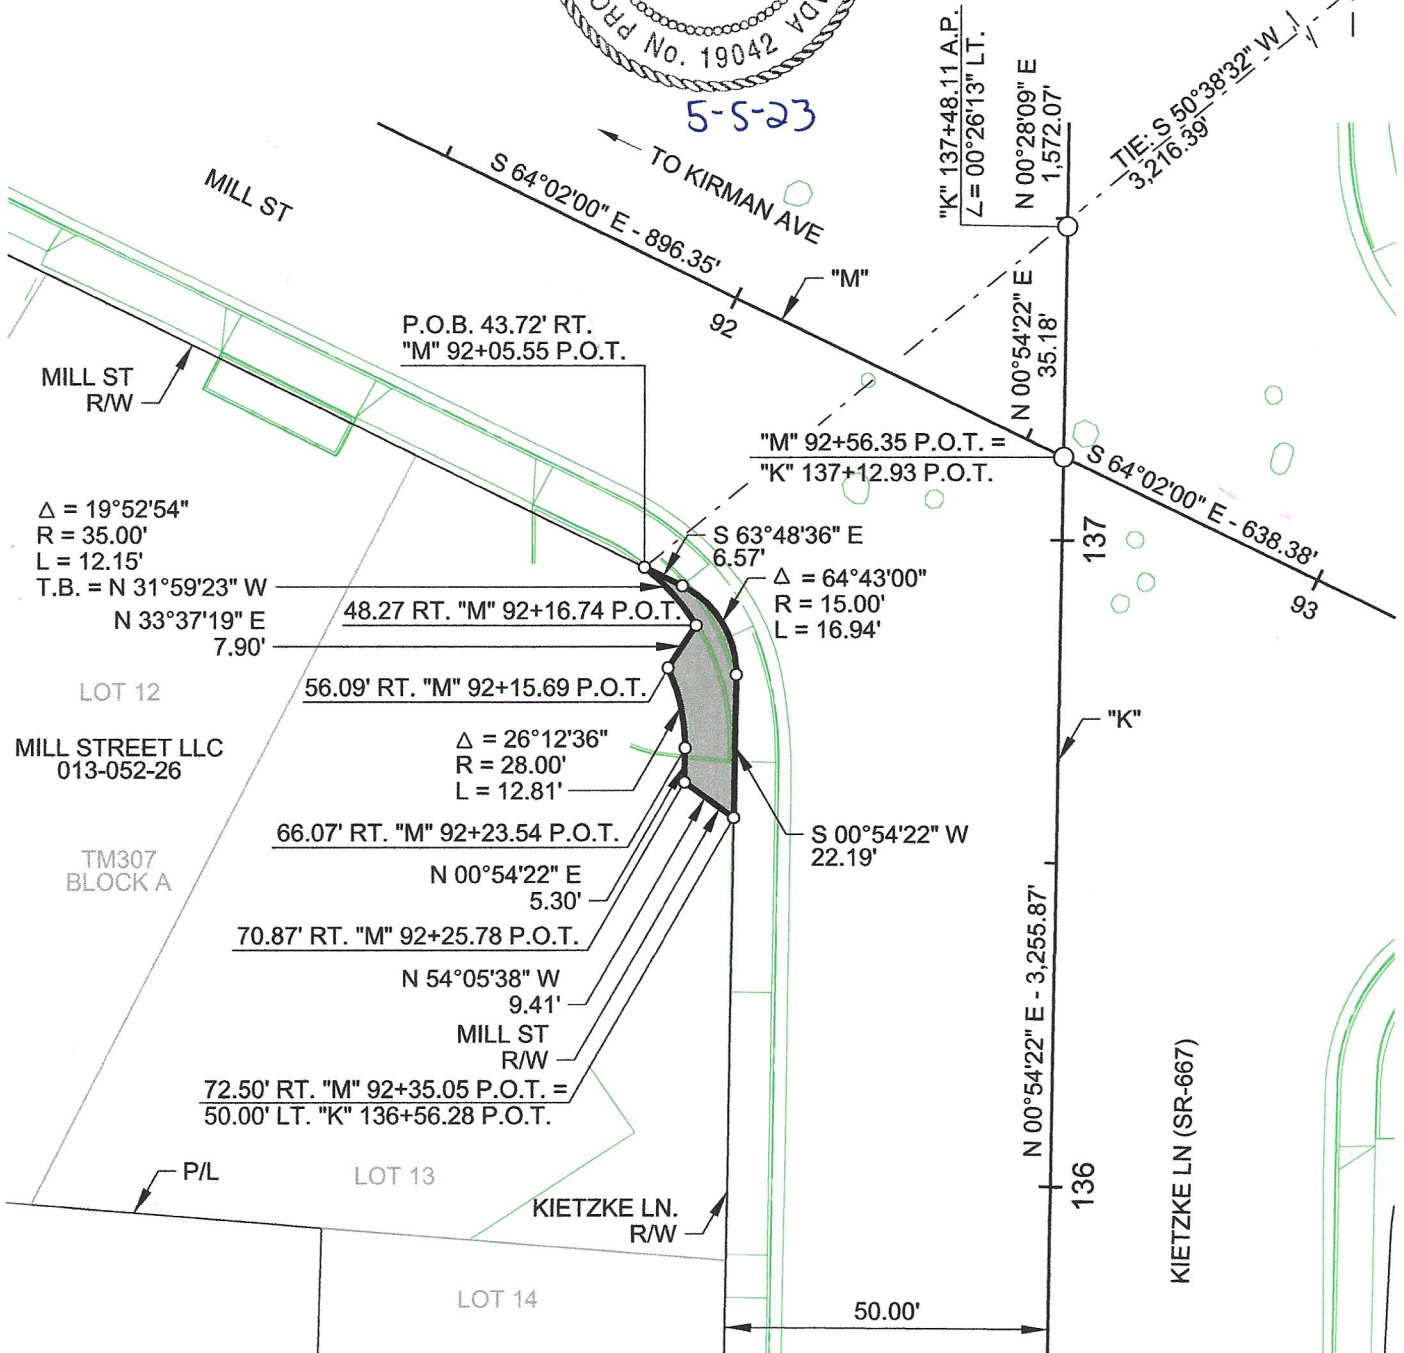 PRO
No. 19042
ADA
5-5-23
"K" 137+48.11 A.P.
∠= 00°26'13" LT.
N 00°28'09" E
1,572.07'
TIE: S 50°38'32" W
3,216.39'
TO KIRMAN AVE
MILL ST
S 64°02'00" E - 896.35'
"M"
92
N 00°54'22" E
35.18'
P.O.B. 43.72' RT.
"M" 92+05.55 P.O.T.
MILL ST
R/W
"M" 92+56.35 P.O.T. =
"K" 137+12.93 P.O.T.
S 64°02'00" E - 638.38'
137
93
Δ = 19°52'54"
R = 35.00'
L = 12.15'
T.B. = N 31°59'23" W
S 63°48'36" E
6.57'
Δ = 64°43'00"
R = 15.00'
L = 16.94'
48.27 RT. "M" 92+16.74 P.O.T.
N 33°37'19" E
7.90'
56.09' RT. "M" 92+15.69 P.O.T.
LOT 12
MILL STREET LLC
013-052-26
"K"
Δ = 26°12'36"
R = 28.00'
L = 12.81'
66.07' RT. "M" 92+23.54 P.O.T.
S 00°54'22" W
22.19'
TM307
BLOCK A
N 00°54'22" E
5.30'
70.87' RT. "M" 92+25.78 P.O.T.
N 54°05'38" W
9.41'
MILL ST
R/W
72.50' RT. "M" 92+35.05 P.O.T. =
50.00' LT. "K" 136+56.28 P.O.T.
N 00°54'22" E - 3,255.87'
KIETZKE LN (SR-667)
136
P/L
LOT 13
KIETZKE LN.
R/W
LOT 14
50.00'